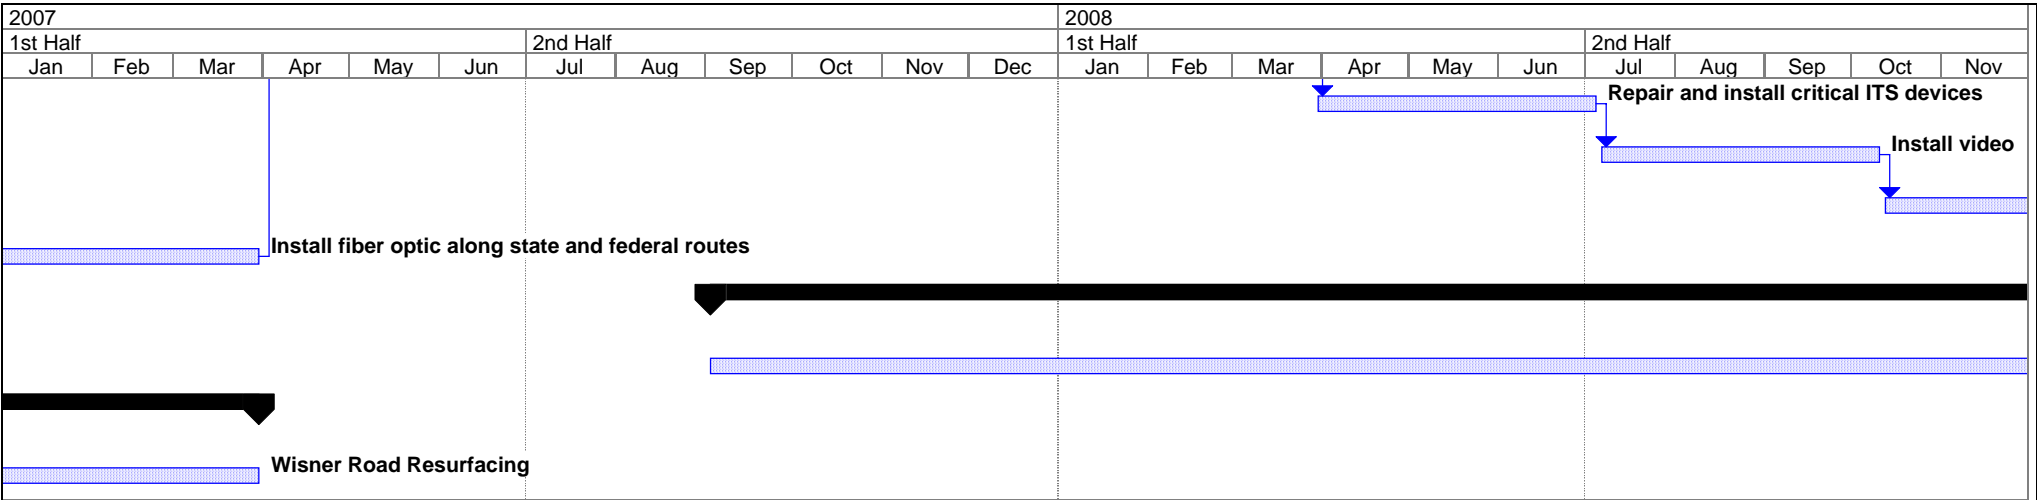 2007 2008
1st Half 2nd Half 1st Half 2nd Half
Jan Feb Mar Apr May Jun Jul Aug Sep Oct Nov Dec Jan Feb Mar Apr May Jun Jul Aug Sep Oct Nov
Repair and install critical ITS devices
Install video
Install fiber optic along state and federal routes
Wisner Road Resurfacing